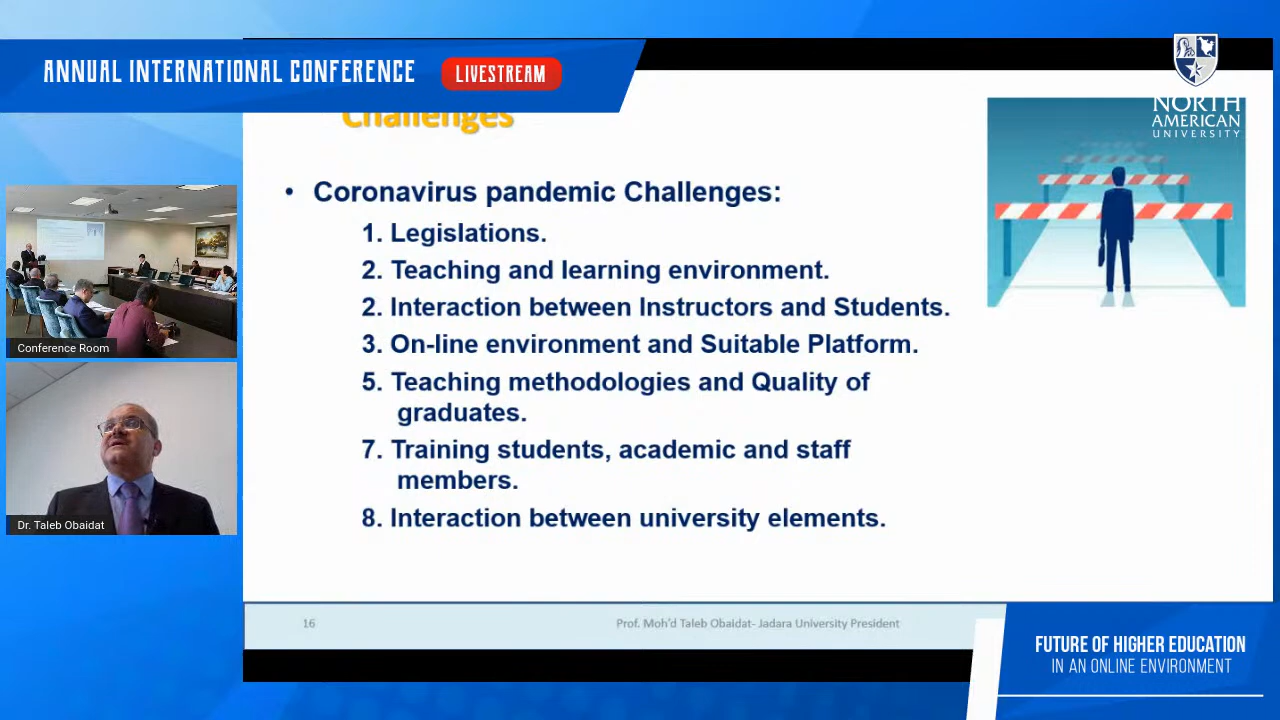 ANNUAL INTERNATIONAL CONFERENCE
LIVESTREAM
NORTH
AMERICAN
UNIVERSITY
Challenges
• Coronavirus pandemic Challenges:
1. Legislations.
2. Teaching and learning environment.
2. Interaction between Instructors and Students.
3. On-line environment and Suitable Platform.
5. Teaching methodologies and Quality of
graduates.
7. Training students, academic and staff
members.
8. Interaction between university elements.
Conference Room
Dr. Taleb Obaidat
16
Prof. Moh'd Taleb Obaidat- Jadara University President
FUTURE OF HIGHER EDUCATION
IN AN ONLINE ENVIRONMENT